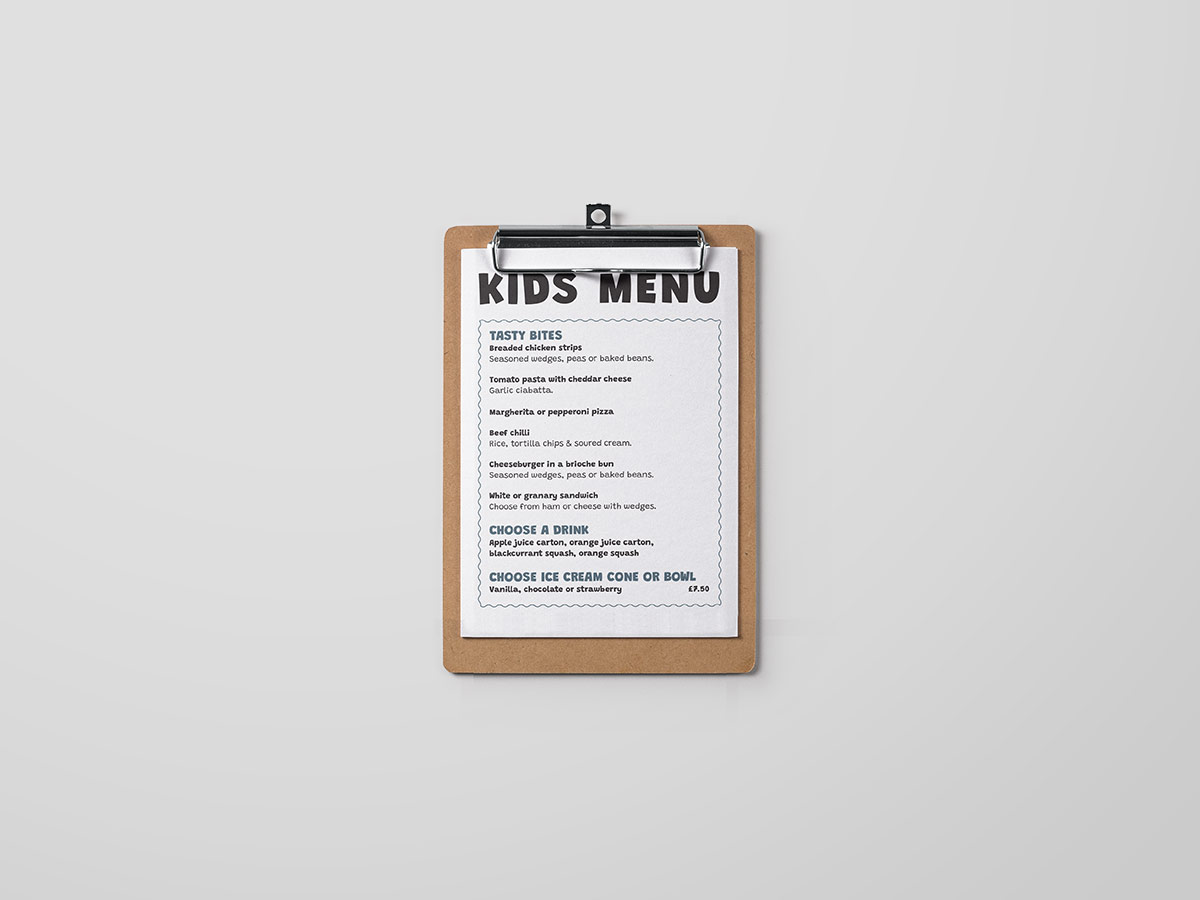 KIDS MENU
TASTY BITES
Breaded chicken strips
Seasoned wedges, peas or baked beans.
Tomato pasta with cheddar cheese
Garlic ciabatta.
Margherita or pepperoni pizza
Beef chilli
Rice, tortilla chips & soured cream.
Cheeseburger in a brioche bun
Seasoned wedges, peas or baked beans.
White or granary sandwich
Choose from ham or cheese with wedges.
CHOOSE A DRINK
Apple juice carton, orange juice carton,
blackcurrant squash, orange squash
CHOOSE ICE CREAM CONE OR BOWL
Vanilla, chocolate or strawberry £7.50